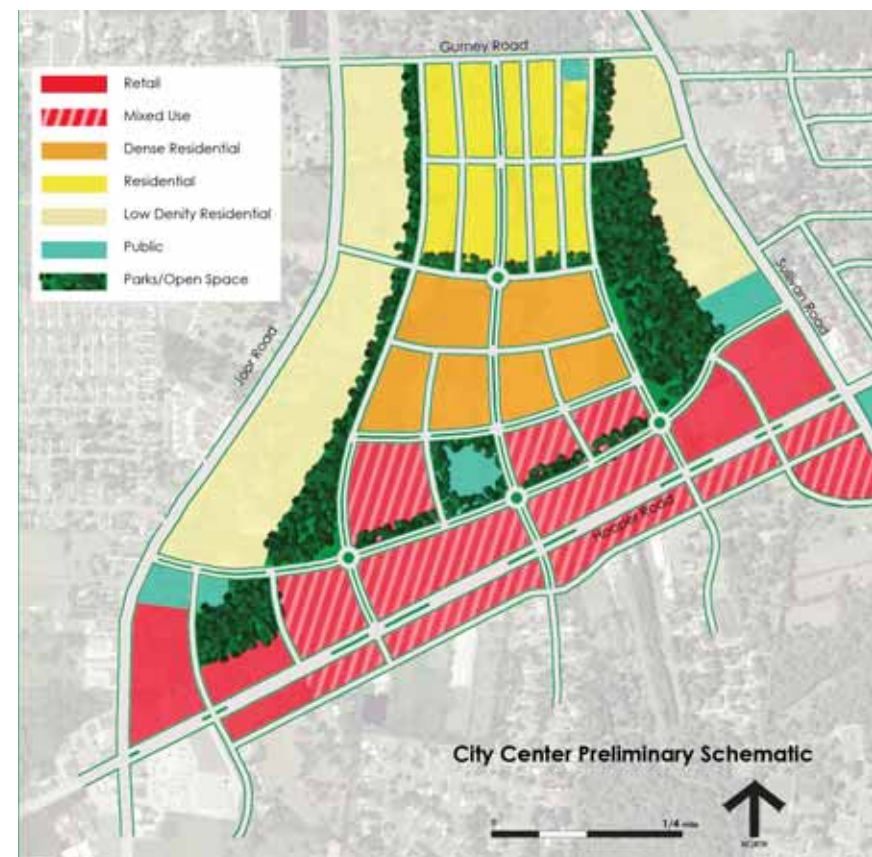 Gurney Road
Retail
Mixed Use
Dense Residential
Residential
Low Denity Residential
Public
Parks/Open Space
Sullivan Road
Joor Road
Hooper Road
City Center Preliminary Schematic
0 1/4 miles
NORTH